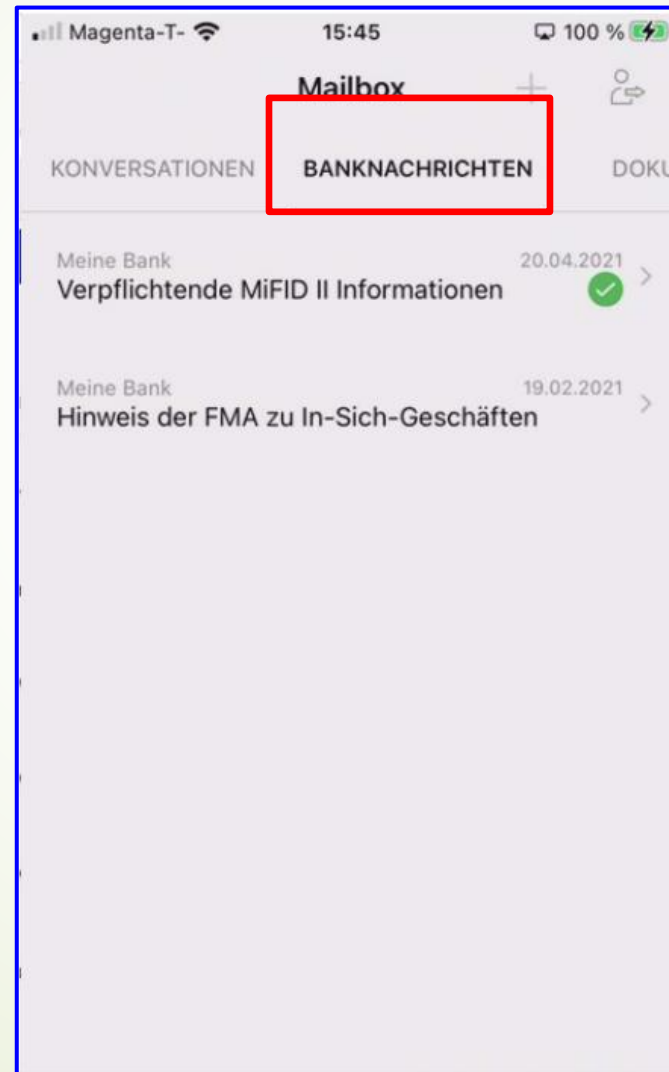 Magenta-T- 15:45 100 %
Mailbox
KONVERSATIONEN BANKNACHRICHTEN DOKU
Meine Bank 20.04.2021
Verpflichtende MiFID II Informationen
Meine Bank 19.02.2021
Hinweis der FMA zu In-Sich-Geschäften